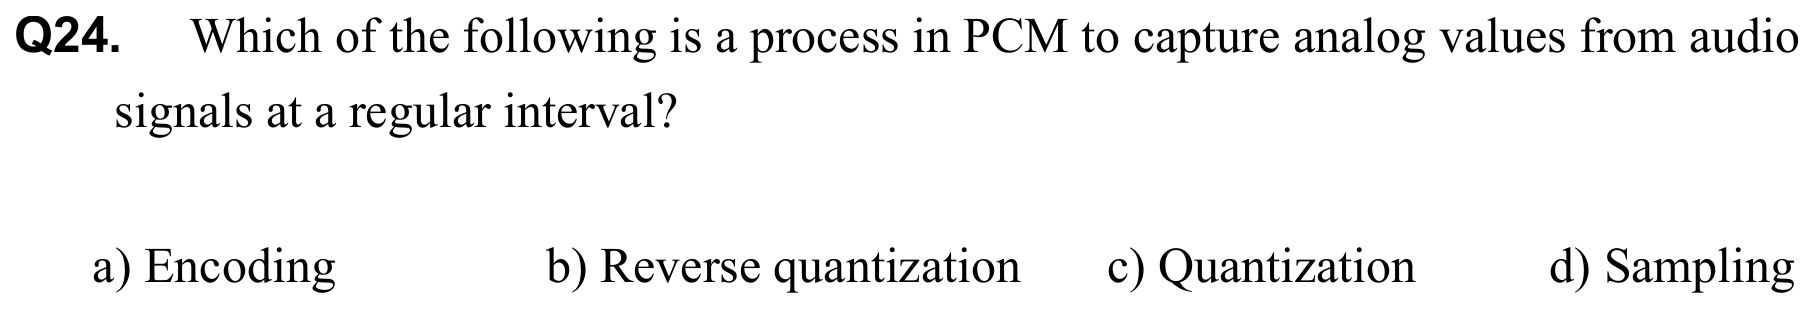 Q24. Which of the following is a process in PCM to capture analog values from audio
signals at a regular interval?
a) Encoding b) Reverse quantization c) Quantization d) Sampling